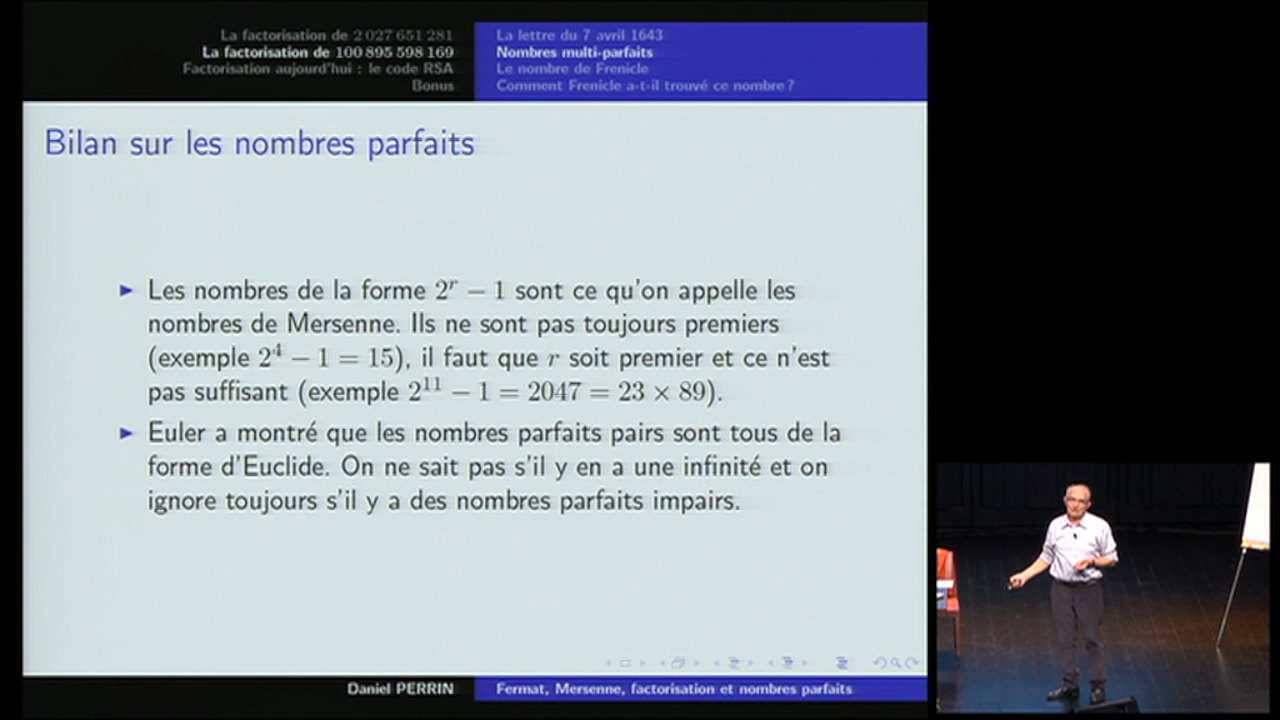 La factorisation de 2 027 651 281
La factorisation de 100 895 598 169
Factorisation aujourd'hui : le code RSA
Bonus
La lettre du 7 avril 1643
Nombres multi-parfaits
Le nombre de Frenicle
Comment Frenicle a-t-il trouvé ce nombre ?
Bilan sur les nombres parfaits
Les nombres de la forme 2^r − 1 sont ce qu'on appelle les
nombres de Mersenne. Ils ne sont pas toujours premiers
(exemple 2^4 − 1 = 15), il faut que r soit premier et ce n'est
pas suffisant (exemple 2^11 − 1 = 2047 = 23 × 89).
Euler a montré que les nombres parfaits pairs sont tous de la
forme d'Euclide. On ne sait pas s'il y en a une infinité et on
ignore toujours s'il y a des nombres parfaits impairs.
Daniel PERRIN
Fermat, Mersenne, factorisation et nombres parfaits